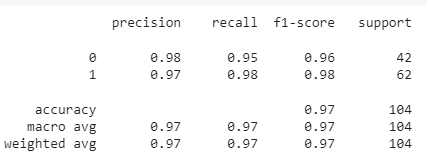 precision recall f1-score support
0 0.98 0.95 0.96 42
1 0.97 0.98 0.98 62
accuracy 0.97 104
macro avg 0.97 0.97 0.97 104
weighted avg 0.97 0.97 0.97 104